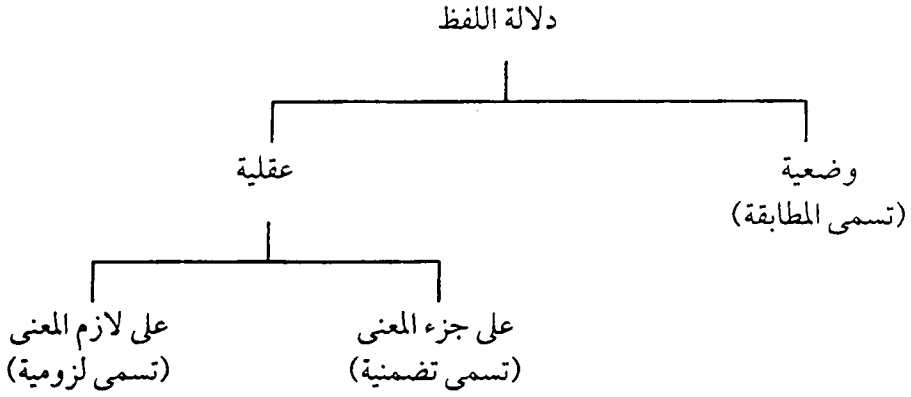 دلالة اللفظ
وضعية
(تسمى المطابقة)
عقلية
على جزء المعنى
(تسمى تضمنية)
على لازم المعنى
(تسمى لزومية)